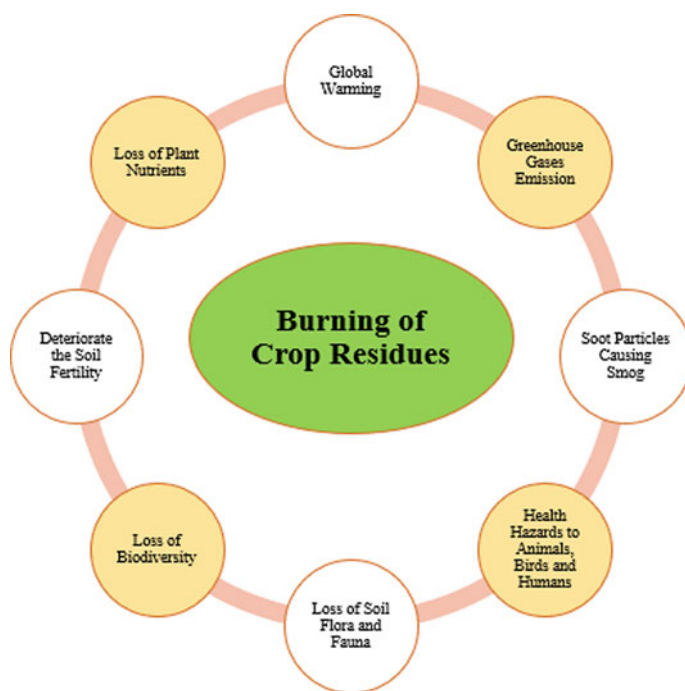 Global
Warming
Greenhouse
Gases
Emission
Soot Particles
Causing
Smog
Health
Hazards to
Animals,
Birds and
Humans
Loss of Soil
Flora and
Fauna
Loss of
Biodiversity
Deteriorate
the Soil
Fertility
Loss of Plant
Nutrients
Burning of
Crop Residues